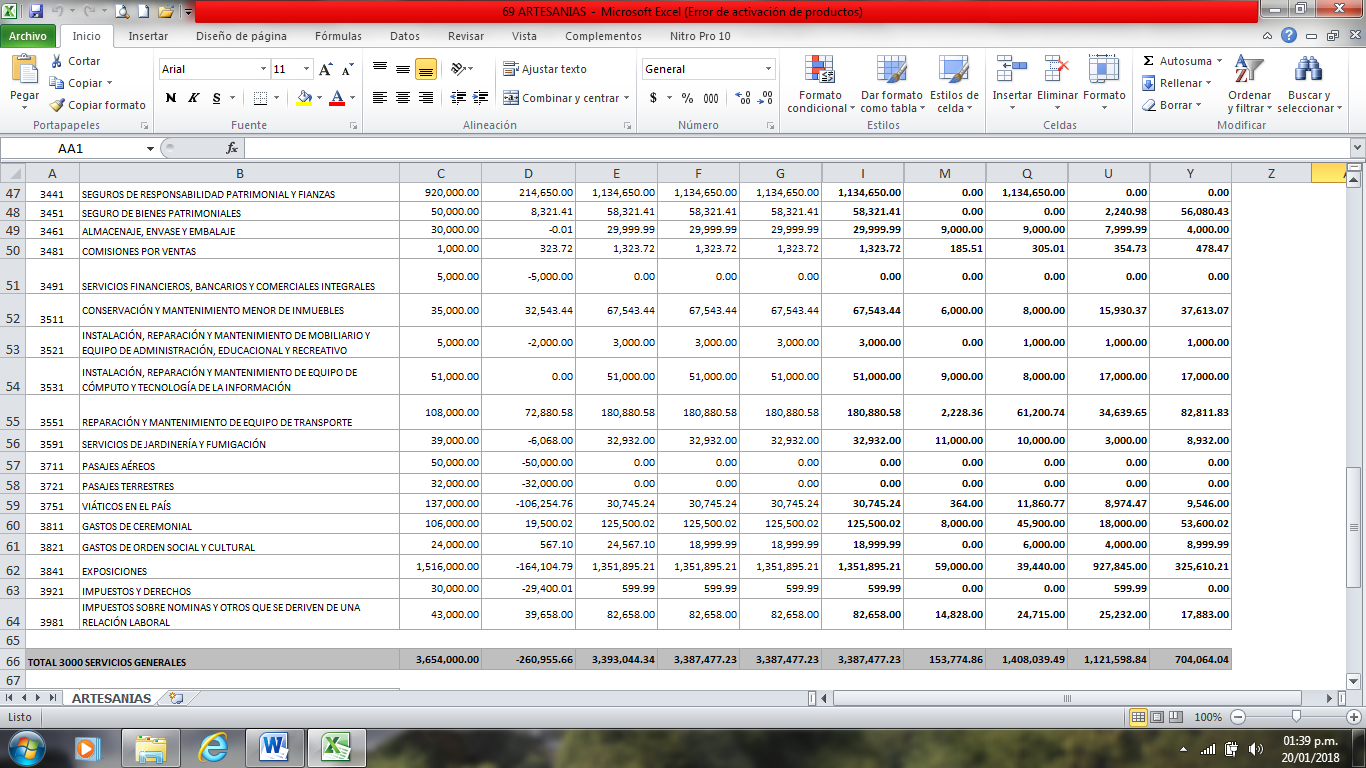 69 ARTESANIAS - Microsoft Excel (Error de activación de productos)
Archivo Inicio Insertar Diseño de página Fórmulas Datos Revisar Vista Complementos Nitro Pro 10
Pegar Cortar Copiar Copiar formato Portapapeles
Arial 11 N K S Fuente
Ajustar texto Combinar y centrar Alineación
General $ % 000 Número
Formato condicional Dar formato como tabla Estilos de celda Estilos
Insertar Eliminar Formato Celdas
Σ Autosuma Rellenar Borrar Ordenar y filtrar Buscar y seleccionar Modificar
AA1 fx
A B C D E F G I M Q U Y Z
47 3441 SEGUROS DE RESPONSABILIDAD PATRIMONIAL Y FIANZAS 920,000.00 214,650.00 1,134,650.00 1,134,650.00 1,134,650.00 1,134,650.00 0.00 1,134,650.00 0.00 0.00
48 3451 SEGURO DE BIENES PATRIMONIALES 50,000.00 8,321.41 58,321.41 58,321.41 58,321.41 58,321.41 0.00 0.00 2,240.98 56,080.43
49 3461 ALMACENAJE, ENVASE Y EMBALAJE 30,000.00 -0.01 29,999.99 29,999.99 29,999.99 29,999.99 9,000.00 9,000.00 7,999.99 4,000.00
50 3481 COMISIONES POR VENTAS 1,000.00 323.72 1,323.72 1,323.72 1,323.72 1,323.72 185.51 305.01 354.73 478.47
51 3491 SERVICIOS FINANCIEROS, BANCARIOS Y COMERCIALES INTEGRALES 5,000.00 -5,000.00 0.00 0.00 0.00 0.00 0.00 0.00 0.00 0.00
52 3511 CONSERVACIÓN Y MANTENIMIENTO MENOR DE INMUEBLES 35,000.00 32,543.44 67,543.44 67,543.44 67,543.44 67,543.44 6,000.00 8,000.00 15,930.37 37,613.07
53 3521 INSTALACIÓN, REPARACIÓN Y MANTENIMIENTO DE MOBILIARIO Y
EQUIPO DE ADMINISTRACIÓN, EDUCACIONAL Y RECREATIVO 5,000.00 -2,000.00 3,000.00 3,000.00 3,000.00 3,000.00 0.00 1,000.00 1,000.00 1,000.00
54 3531 INSTALACIÓN, REPARACIÓN Y MANTENIMIENTO DE EQUIPO DE
CÓMPUTO Y TECNOLOGÍA DE LA INFORMACIÓN 51,000.00 0.00 51,000.00 51,000.00 51,000.00 51,000.00 9,000.00 8,000.00 17,000.00 17,000.00
55 3551 REPARACIÓN Y MANTENIMIENTO DE EQUIPO DE TRANSPORTE 108,000.00 72,880.58 180,880.58 180,880.58 180,880.58 180,880.58 2,228.36 61,200.74 34,639.65 82,811.83
56 3591 SERVICIOS DE JARDINERÍA Y FUMIGACIÓN 39,000.00 -6,068.00 32,932.00 32,932.00 32,932.00 32,932.00 11,000.00 10,000.00 3,000.00 8,932.00
57 3711 PASAJES AÉREOS 50,000.00 -50,000.00 0.00 0.00 0.00 0.00 0.00 0.00 0.00 0.00
58 3721 PASAJES TERRESTRES 32,000.00 -32,000.00 0.00 0.00 0.00 0.00 0.00 0.00 0.00 0.00
59 3751 VIÁTICOS EN EL PAÍS 137,000.00 -106,254.76 30,745.24 30,745.24 30,745.24 30,745.24 364.00 11,860.77 8,974.47 9,546.00
60 3811 GASTOS DE CEREMONIAL 106,000.00 19,500.02 125,500.02 125,500.02 125,500.02 125,500.02 8,000.00 45,900.00 18,000.00 53,600.02
61 3821 GASTOS DE ORDEN SOCIAL Y CULTURAL 24,000.00 567.10 24,567.10 18,999.99 18,999.99 18,999.99 0.00 6,000.00 4,000.00 8,999.99
62 3841 EXPOSICIONES 1,516,000.00 -164,104.79 1,351,895.21 1,351,895.21 1,351,895.21 1,351,895.21 59,000.00 39,440.00 927,845.00 325,610.21
63 3921 IMPUESTOS Y DERECHOS 30,000.00 -29,400.01 599.99 599.99 599.99 599.99 0.00 0.00 599.99 0.00
64 3981 IMPUESTOS SOBRE NOMINAS Y OTROS QUE SE DERIVEN DE UNA
RELACIÓN LABORAL 43,000.00 39,658.00 82,658.00 82,658.00 82,658.00 82,658.00 14,828.00 24,715.00 25,232.00 17,883.00
65
66 TOTAL 3000 SERVICIOS GENERALES 3,654,000.00 -260,955.66 3,393,044.34 3,387,477.23 3,387,477.23 3,387,477.23 153,774.86 1,408,039.49 1,121,598.84 704,064.04
67
ARTESANIAS
Listo 100%
01:39 p.m.
20/01/2018